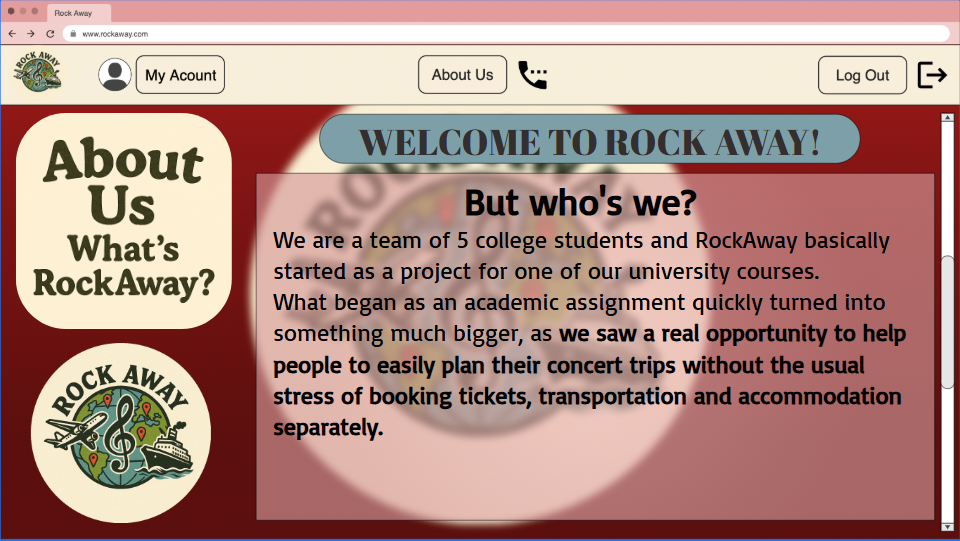 Rock Away
www.rockaway.com
ROCK AWAY
My Acount
About Us
Log Out
About
Us
What's
RockAway?
ROCK AWAY
WELCOME TO ROCK AWAY!
But who's we?
We are a team of 5 college students and RockAway basically
started as a project for one of our university courses.
What began as an academic assignment quickly turned into
something much bigger, as we saw a real opportunity to help
people to easily plan their concert trips without the usual
stress of booking tickets, transportation and accommodation
separately.